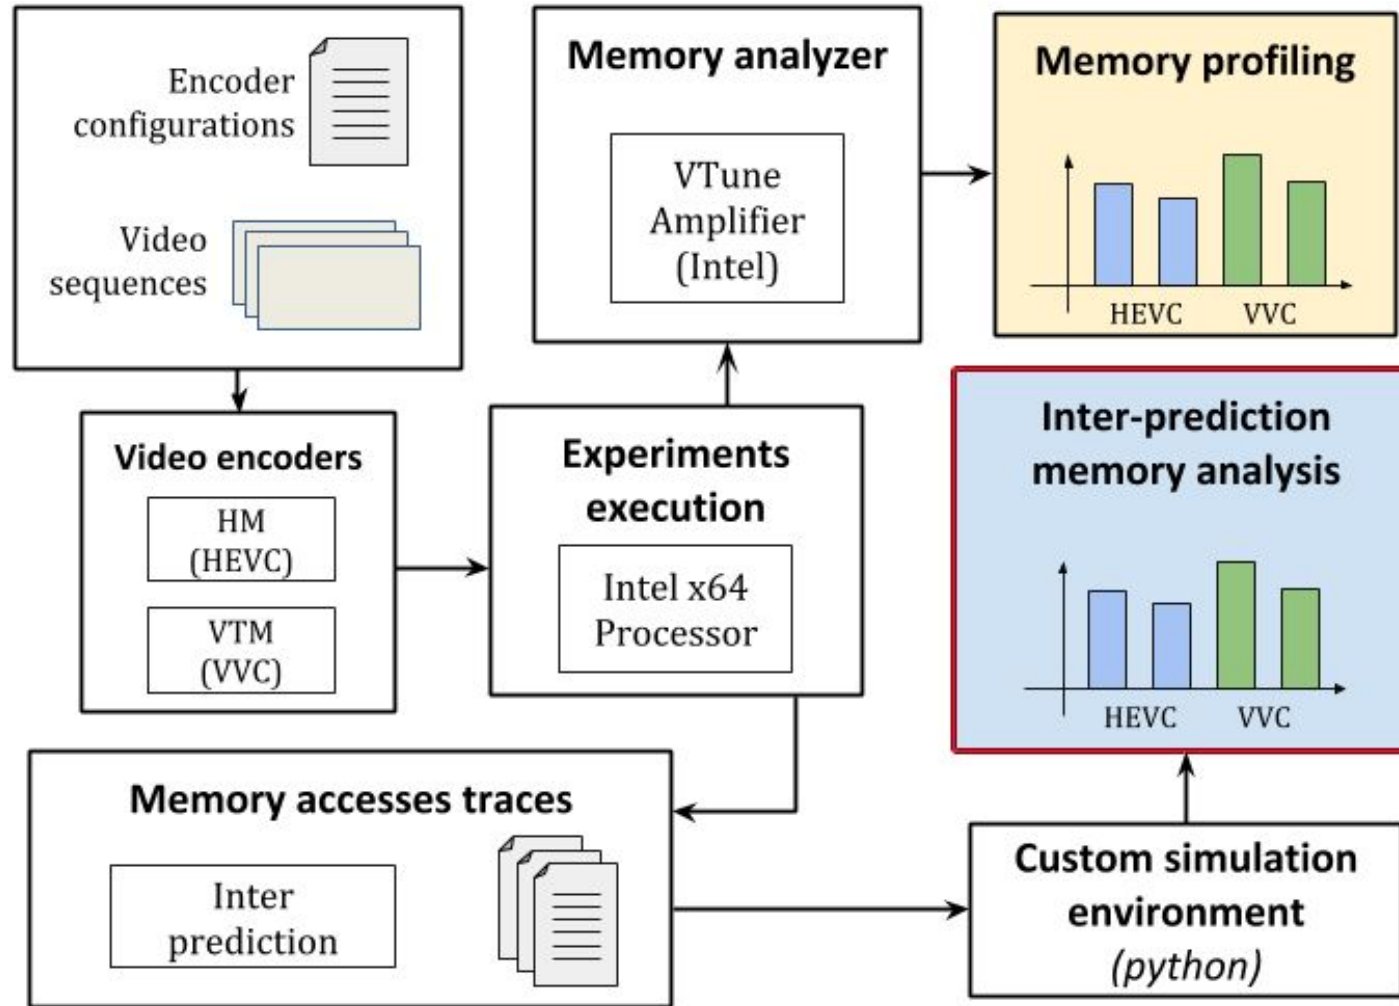 Encoder
configurations
Video
sequences
Memory analyzer
VTune
Amplifier
(Intel)
Memory profiling
HEVC VVC
Video encoders
HM
(HEVC)
VTM
(VVC)
Experiments
execution
Intel x64
Processor
Inter-prediction
memory analysis
HEVC VVC
Memory accesses traces
Inter
prediction
Custom simulation
environment
(python)